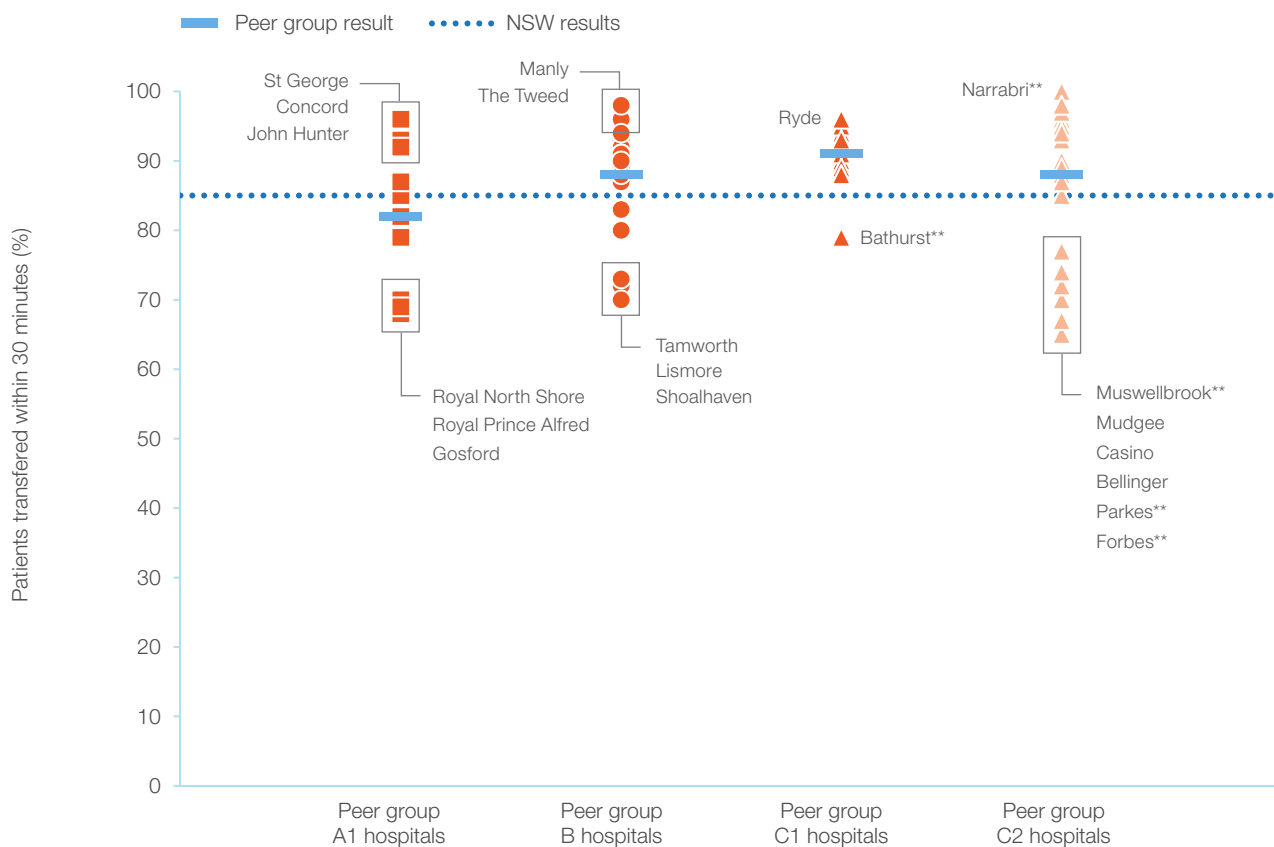 Peer group result
NSW results
Patients transfered within 30 minutes (%)
100
90
80
70
60
50
40
30
20
10
0
St George
Concord
John Hunter
Royal North Shore
Royal Prince Alfred
Gosford
Manly
The Tweed
Tamworth
Lismore
Shoalhaven
Ryde
Bathurst**
Narrabri**
Muswellbrook**
Mudgee
Casino
Bellinger
Parkes**
Forbes**
Peer group
A1 hospitals
Peer group
B hospitals
Peer group
C1 hospitals
Peer group
C2 hospitals